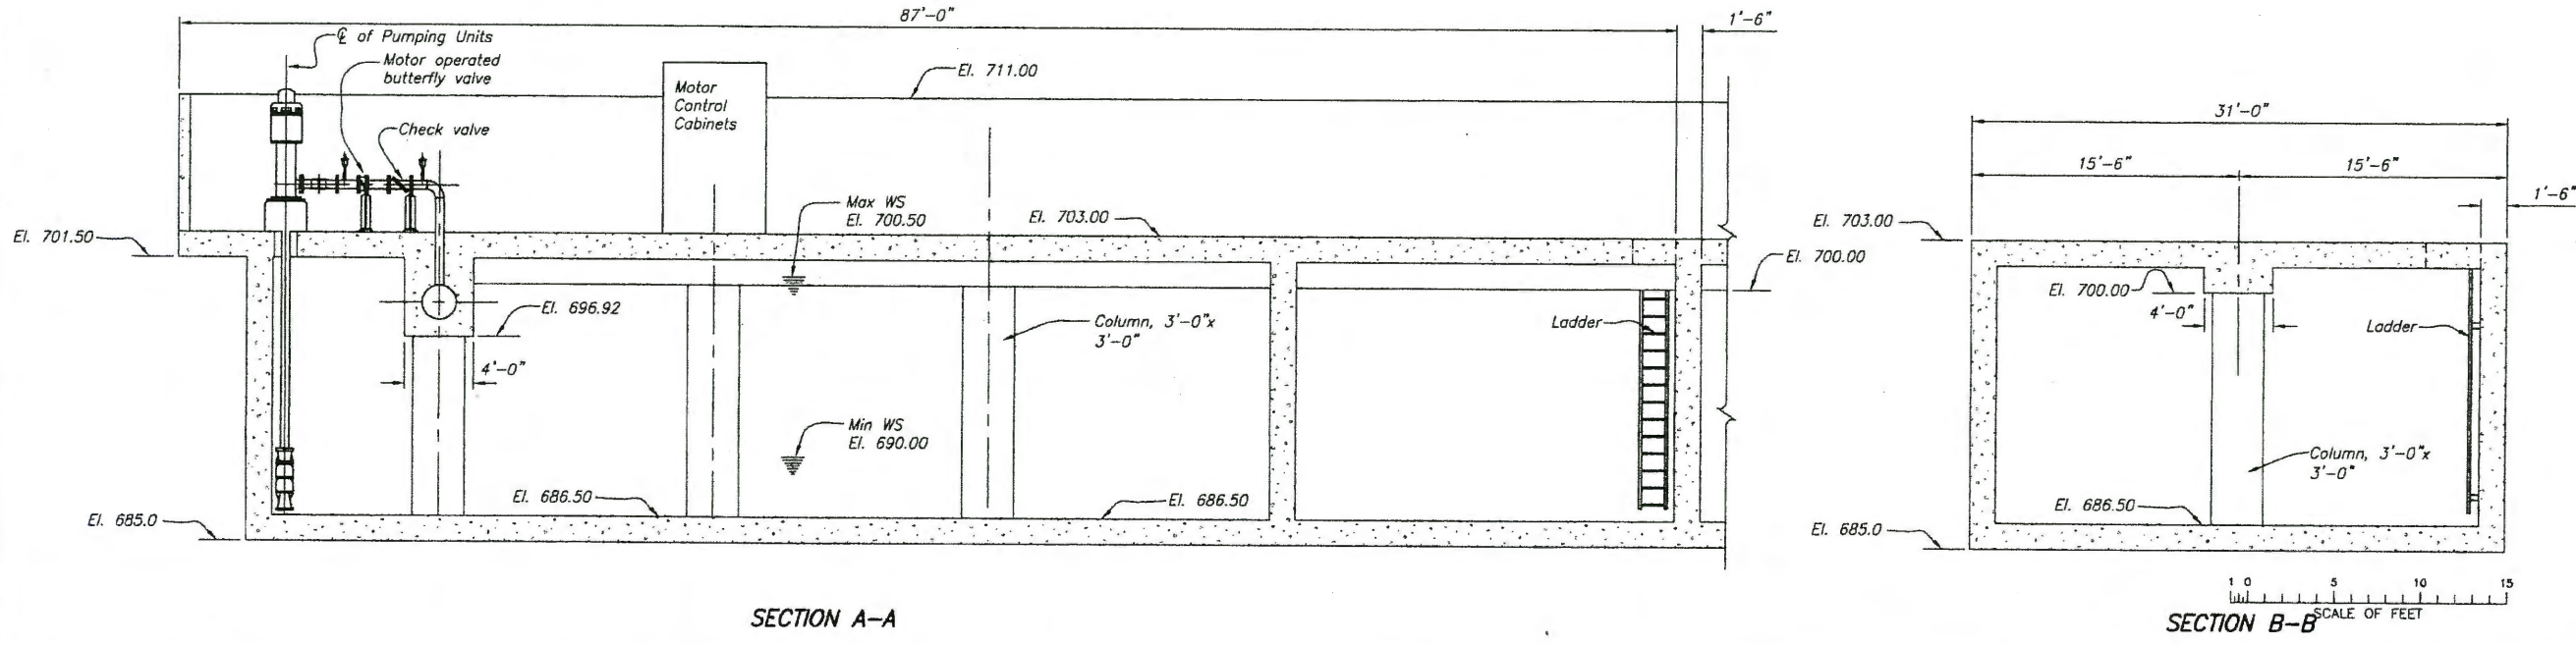 87'-0"
1'-6"
℄ of Pumping Units
Motor operated
butterfly valve
Check valve
Motor
Control
Cabinets
El. 711.00
Max WS
El. 700.50
El. 703.00
El. 701.50
El. 700.00
El. 696.92
4'-0"
Column, 3'-0"x
3'-0"
Ladder
Min WS
El. 690.00
El. 686.50
El. 686.50
El. 685.0
SECTION A-A
31'-0"
15'-6"
15'-6"
1'-6"
El. 703.00
El. 700.00
4'-0"
Ladder
Column, 3'-0"x
3'-0"
El. 686.50
El. 685.0
1 0 5 10 15
SCALE OF FEET
SECTION B-B